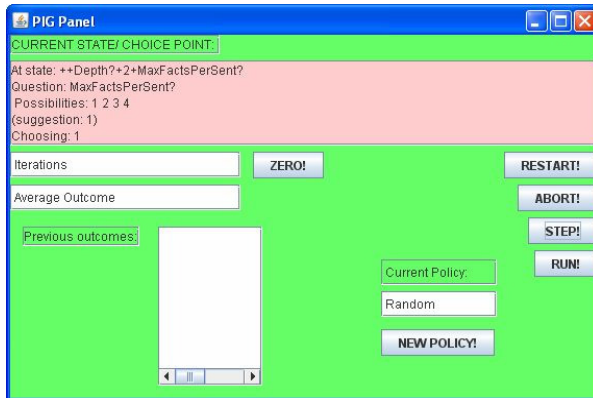 PIG Panel
CURRENT STATE/ CHOICE POINT:
At state: ++Depth?+2+MaxFactsPerSent?
Question: MaxFactsPerSent?
Possibilities: 1 2 3 4
(suggestion: 1)
Choosing: 1
Iterations
ZERO!
RESTART!
Average Outcome
ABORT!
Previous outcomes:
STEP!
RUN!
Current Policy:
Random
NEW POLICY!